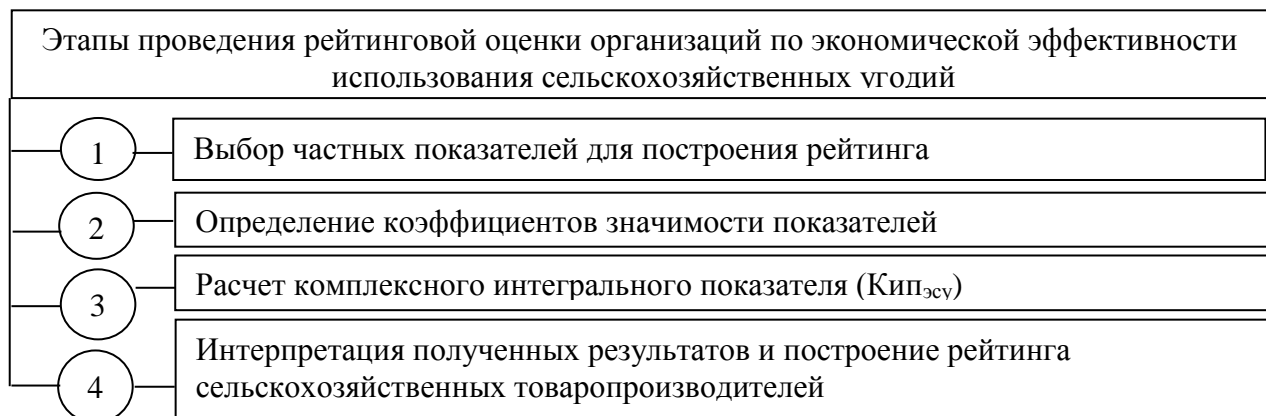 Этапы проведения рейтинговой оценки организаций по экономической эффективности
использования сельскохозяйственных угодий
1
Выбор частных показателей для построения рейтинга
2
Определение коэффициентов значимости показателей
3
Расчет комплексного интегрального показателя (Кипэсу)
4
Интерпретация полученных результатов и построение рейтинга
сельскохозяйственных товаропроизводителей